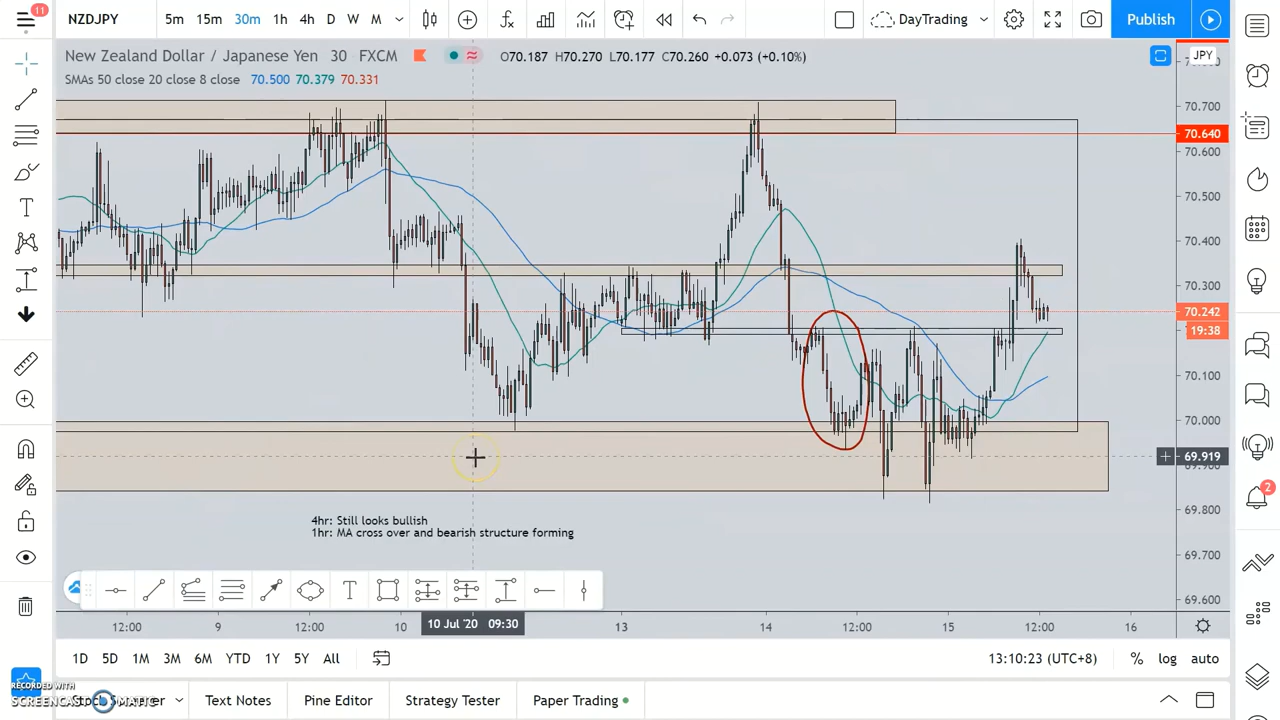 11
NZDJPY 5m 15m 30m 1h 4h D W M DayTrading Publish
New Zealand Dollar / Japanese Yen 30 FXCM O70.187 H70.270 L70.177 C70.260 +0.073 (+0.10%)
JPY
SMAs 50 close 20 close 8 close 70.500 70.379 70.331
70.700
70.640
70.600
70.500
70.400
70.300
70.242
19:38
70.100
70.000
69.919
69.900
2
69.800
4hr: Still looks bullish
1hr: MA cross over and bearish structure forming
69.700
69.600
12:00 9 12:00 10 10 Jul '20 09:30 13 14 12:00 15 12:00 16
1D 5D 1M 3M 6M YTD 1Y 5Y All 13:10:23 (UTC+8) % log auto
RECORDED WITH
SCREENCAST-O-MATIC
Text Notes Pine Editor Strategy Tester Paper Trading